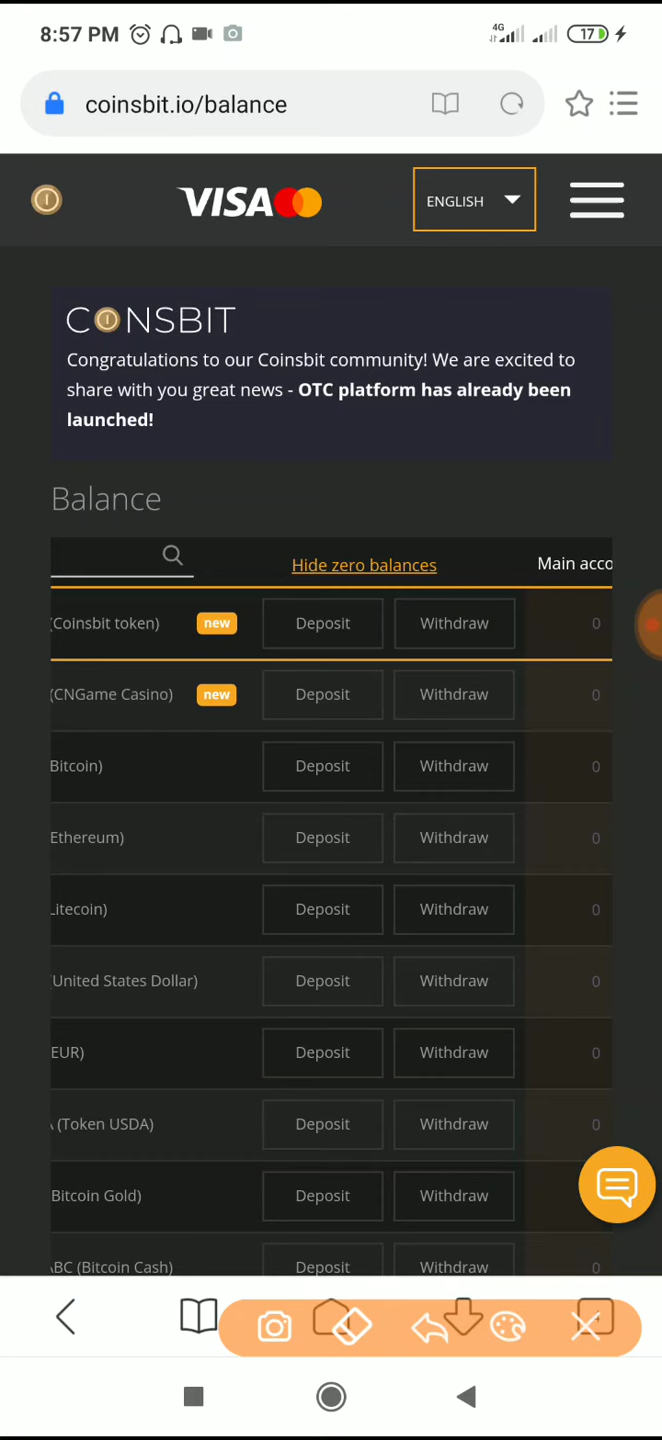 8:57 PM
4G
17
coinsbit.io/balance
VISA
ENGLISH
COINSBIT
Congratulations to our Coinsbit community! We are excited to
share with you great news - OTC platform has already been
launched!
Balance
Hide zero balances
Main acco
(Coinsbit token) new Deposit Withdraw 0
(CNGame Casino) new Deposit Withdraw 0
Bitcoin) Deposit Withdraw 0
Ethereum) Deposit Withdraw 0
Litecoin) Deposit Withdraw 0
(United States Dollar) Deposit Withdraw 0
EUR) Deposit Withdraw 0
(Token USDA) Deposit Withdraw 0
Bitcoin Gold) Deposit Withdraw 0
ABC (Bitcoin Cash) Deposit Withdraw 0